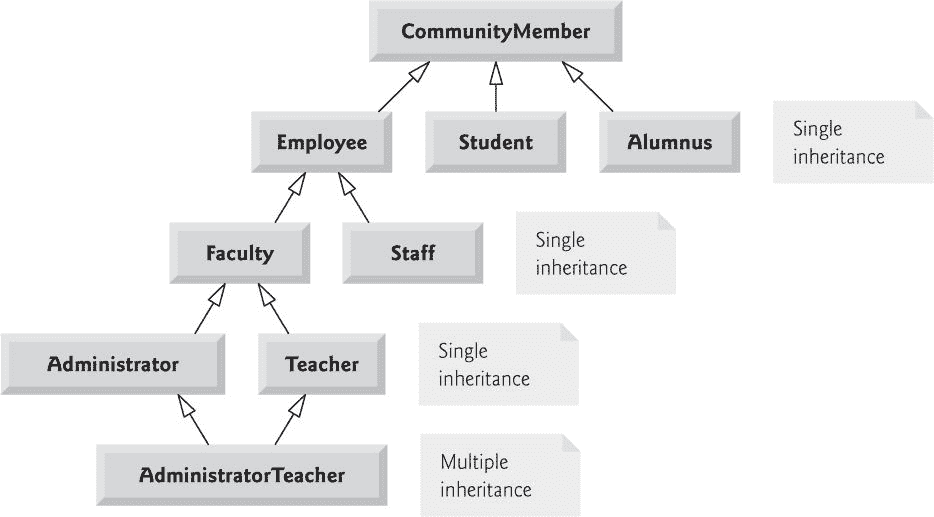 CommunityMember
Employee
Student
Alumnus
Single
inheritance
Faculty
Staff
Single
inheritance
Administrator
Teacher
Single
inheritance
AdministratorTeacher
Multiple
inheritance